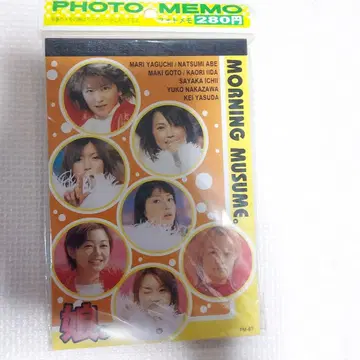 PHOTO MEMO
フォトメモ 280円
MARI YAGUCHI / NATSUMI ABE
MAKI GOTO / KAORI IIDA
SAYAKA ICHII
YUKO NAKAZAWA
KEI YASUDA
MORNING MUSUME。
娘。